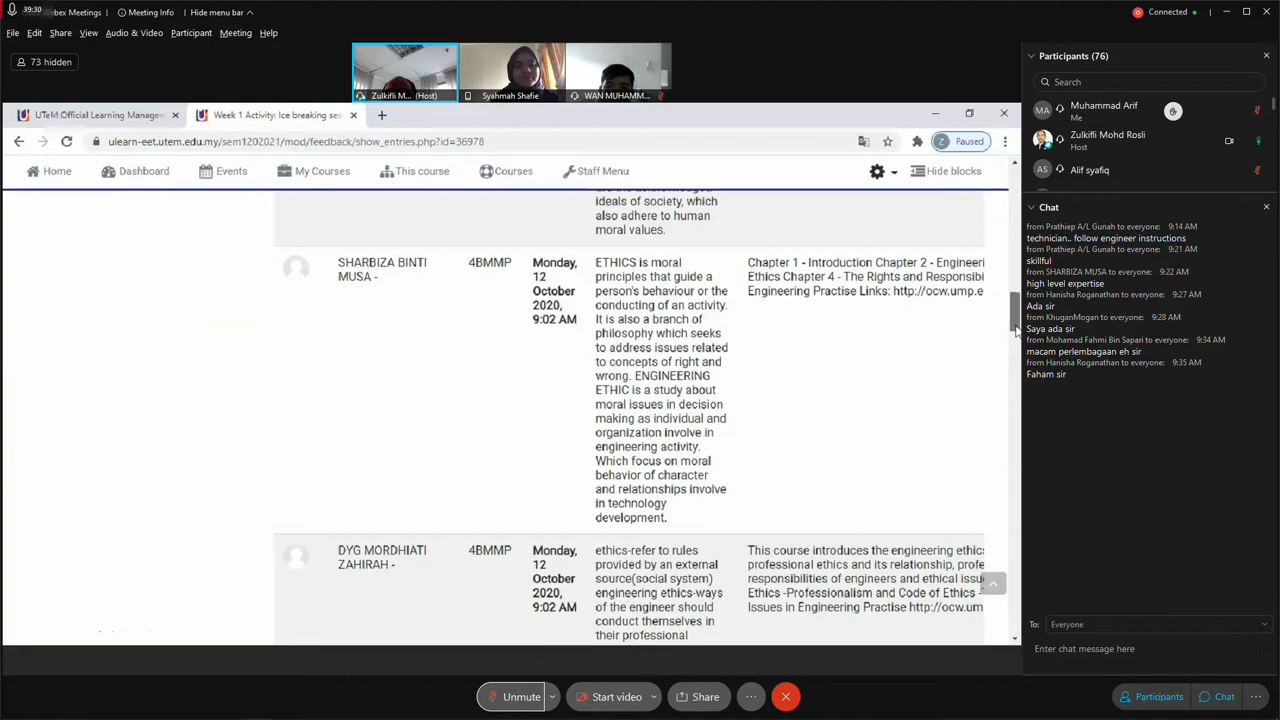 39:30
Webex Meetings
Meeting Info
Hide menu bar
Connected
File Edit Share View Audio & Video Participant Meeting Help
73 hidden
Zulkifli M... (Host)
Syahmah Shafie
WAN MUHAMM...
UTeM Official Learning Managem
Week 1 Activity: Ice breaking ses
ulearn-eet.utem.edu.my/sem1202021/mod/feedback/show_entries.php?id=36978
Z Paused
Home
Dashboard
Events
My Courses
This course
Courses
Staff Menu
Hide blocks
are the acknowledged
ideals of society, which
also adhere to human
moral values.
SHARBIZA BINTI
MUSA -
4BMMP
Monday,
12
October
2020,
9:02 AM
ETHICS is moral
principles that guide a
person's behaviour or the
conducting of an activity.
It is also a branch of
philosophy which seeks
to address issues related
to concepts of right and
wrong. ENGINEERING
ETHIC is a study about
moral issues in decision
making as individual and
organization involve in
engineering activity.
Which focus on moral
behavior of character
and relationships involve
in technology
development.
Chapter 1 - Introduction Chapter 2 - Engineeri
Ethics Chapter 4 - The Rights and Responsibi
Engineering Practise Links: http://ocw.ump.e
DYG MORDHIATI
ZAHIRAH -
4BMMP
Monday,
12
October
2020,
9:02 AM
ethics-refer to rules
provided by an external
source(social system)
engineering ethics-ways
of the engineer should
conduct themselves in
their professional
This course introduces the engineering ethics
professional ethics and its relationship, profe
responsibilities of engineers and ethical issu
Ethics -Professionalism and Code of Ethics -
Issues in Engineering Practise http://ocw.um
Participants (76)
Search
MA
Muhammad Arif
Me
Zulkifli Mohd Rosli
Host
AS
Alif syafiq
Chat
from Prathiep A/L Gunah to everyone: 9:14 AM
technician.. follow engineer instructions
from Prathiep A/L Gunah to everyone: 9:21 AM
skillful
from SHARBIZA MUSA to everyone: 9:22 AM
high level expertise
from Hanisha Roganathan to everyone: 9:27 AM
Ada sir
from KhuganMogan to everyone: 9:28 AM
Saya ada sir
from Mohamad Fahmi Bin Sapari to everyone: 9:34 AM
macam perlembagaan eh sir
from Hanisha Roganathan to everyone: 9:35 AM
Faham sir
To: Everyone
Enter chat message here
Unmute
Start video
Share
Participants
Chat